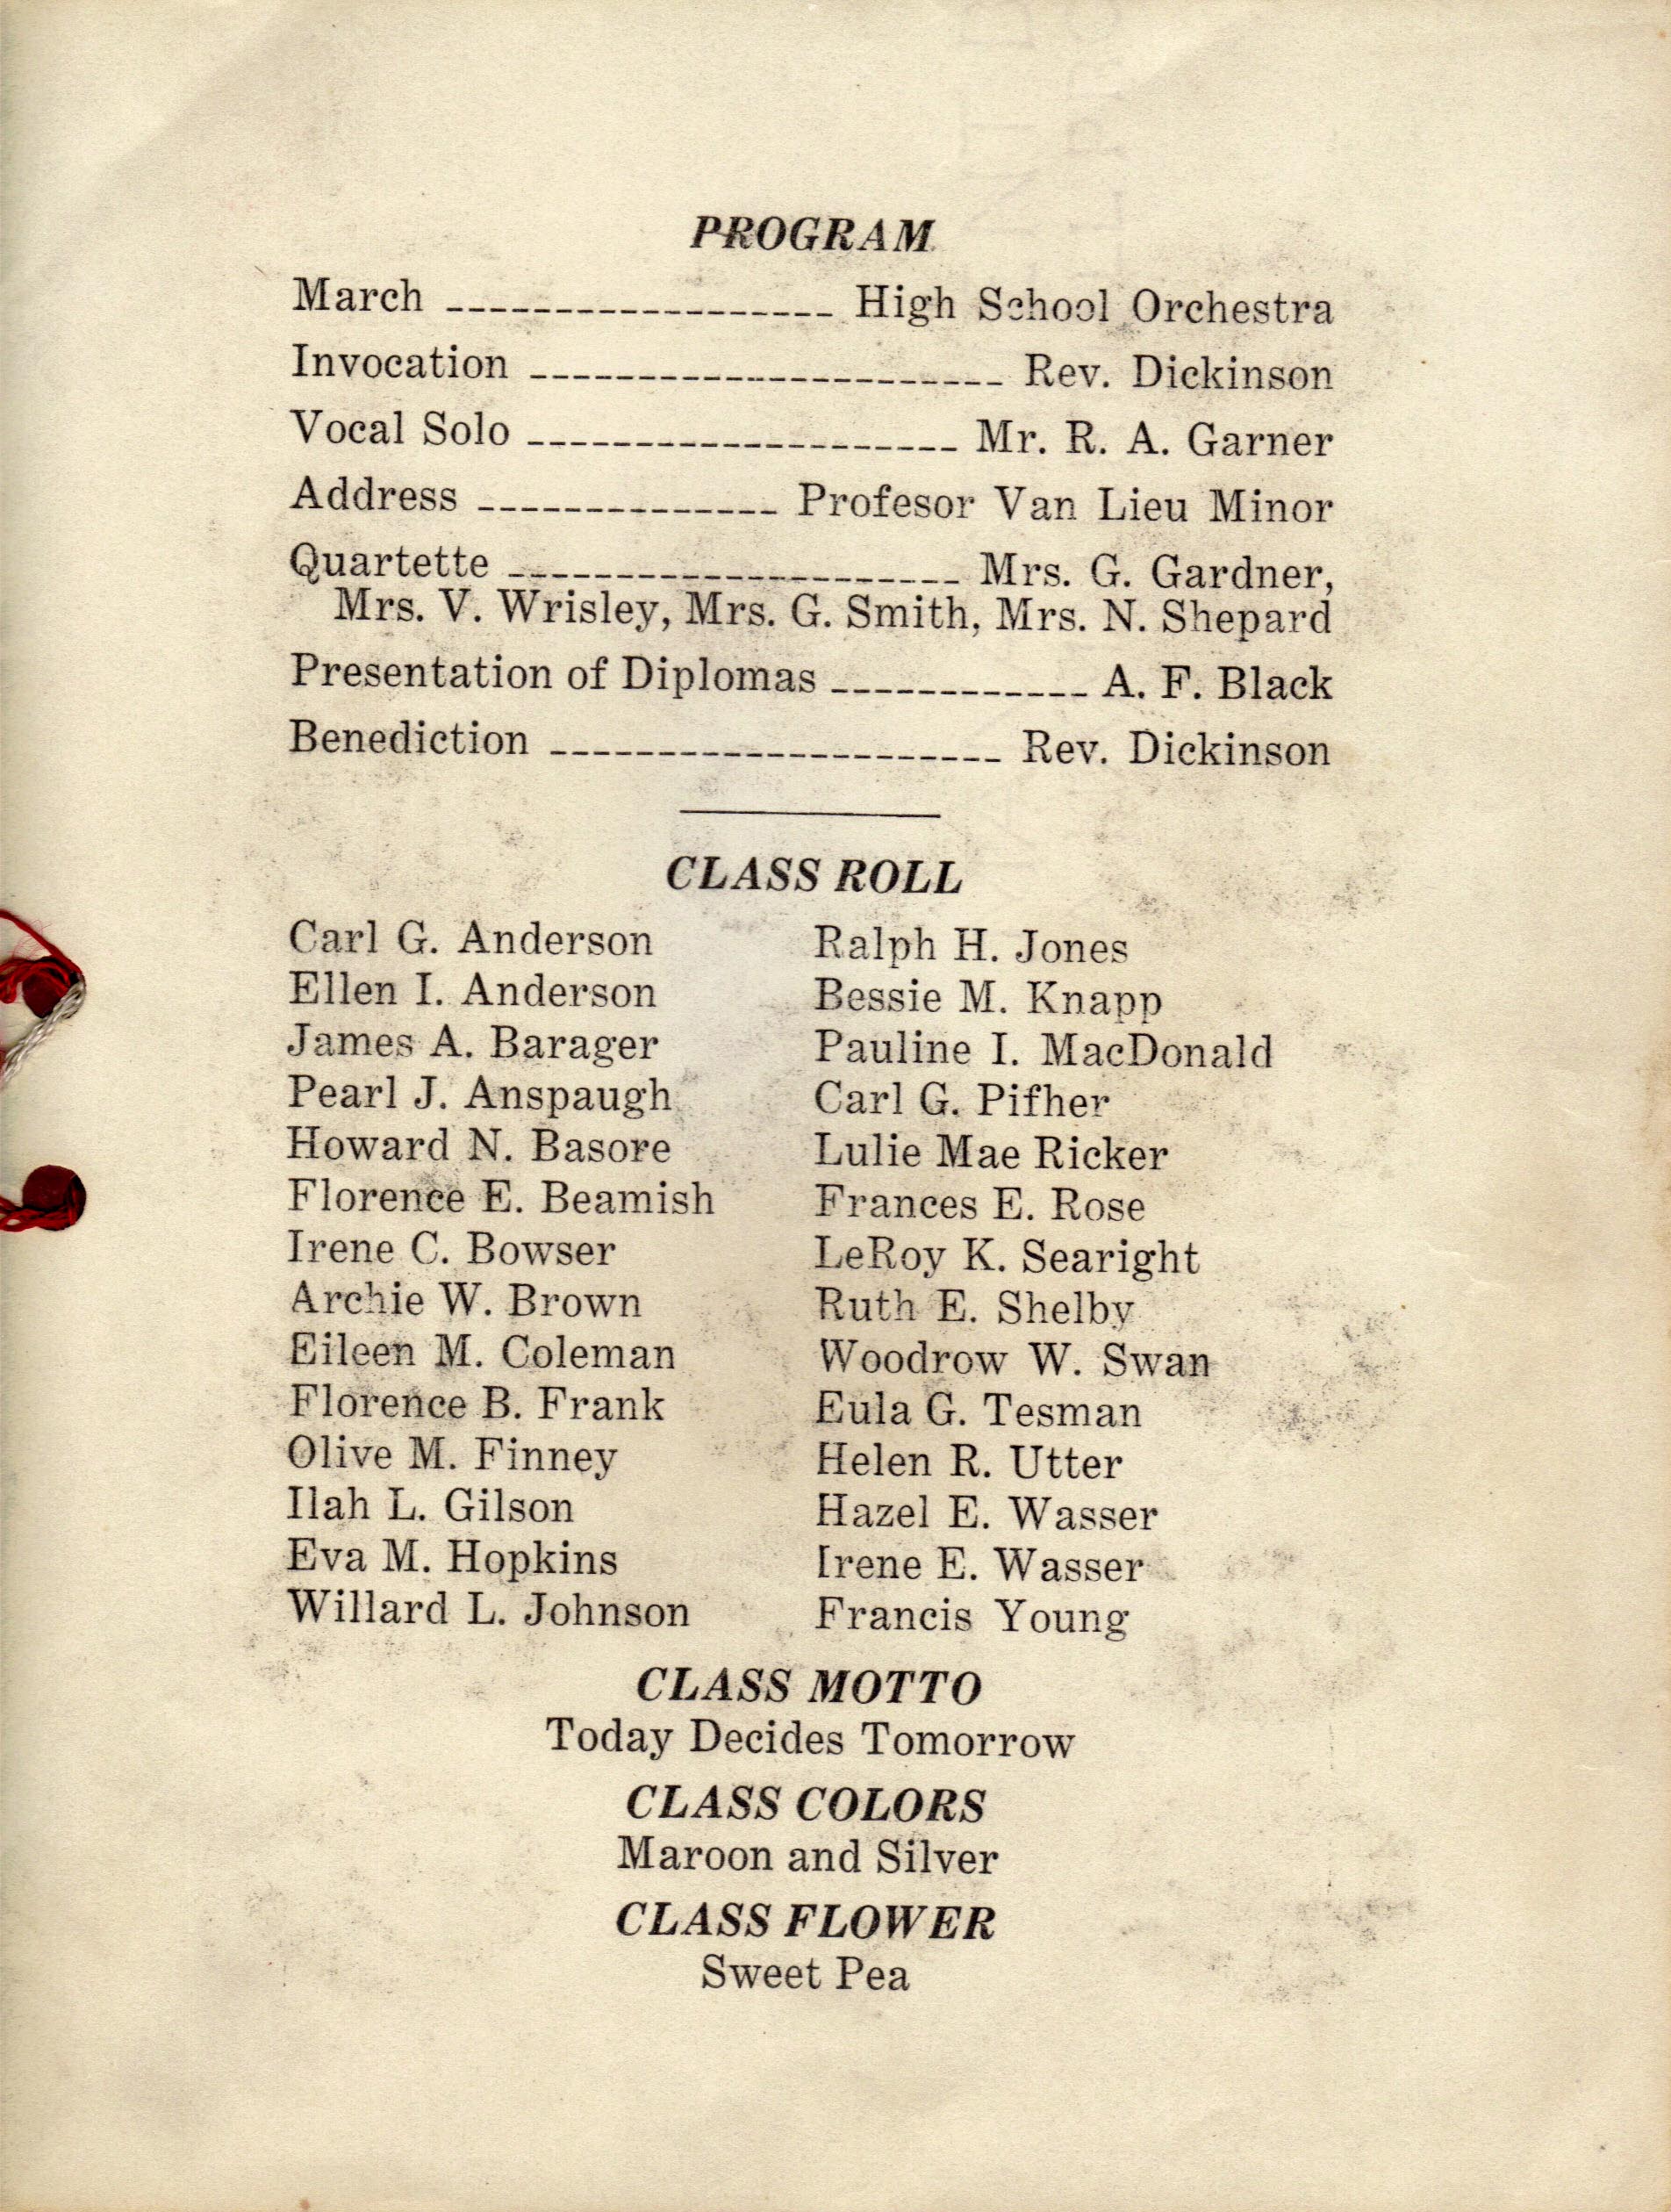 PROGRAM
March ------------------ High School Orchestra
Invocation ---------------------- Rev. Dickinson
Vocal Solo -------------------- Mr. R. A. Garner
Address -------------- Profesor Van Lieu Minor
Quartette --------------------- Mrs. G. Gardner,
Mrs. V. Wrisley, Mrs. G. Smith, Mrs. N. Shepard
Presentation of Diplomas ------------ A. F. Black
Benediction --------------------- Rev. Dickinson
CLASS ROLL
Carl G. Anderson
Ellen I. Anderson
James A. Barager
Pearl J. Anspaugh
Howard N. Basore
Florence E. Beamish
Irene C. Bowser
Archie W. Brown
Eileen M. Coleman
Florence B. Frank
Olive M. Finney
Ilah L. Gilson
Eva M. Hopkins
Willard L. Johnson
Ralph H. Jones
Bessie M. Knapp
Pauline I. MacDonald
Carl G. Pifher
Lulie Mae Ricker
Frances E. Rose
LeRoy K. Searight
Ruth E. Shelby
Woodrow W. Swan
Eula G. Tesman
Helen R. Utter
Hazel E. Wasser
Irene E. Wasser
Francis Young
CLASS MOTTO
Today Decides Tomorrow
CLASS COLORS
Maroon and Silver
CLASS FLOWER
Sweet Pea